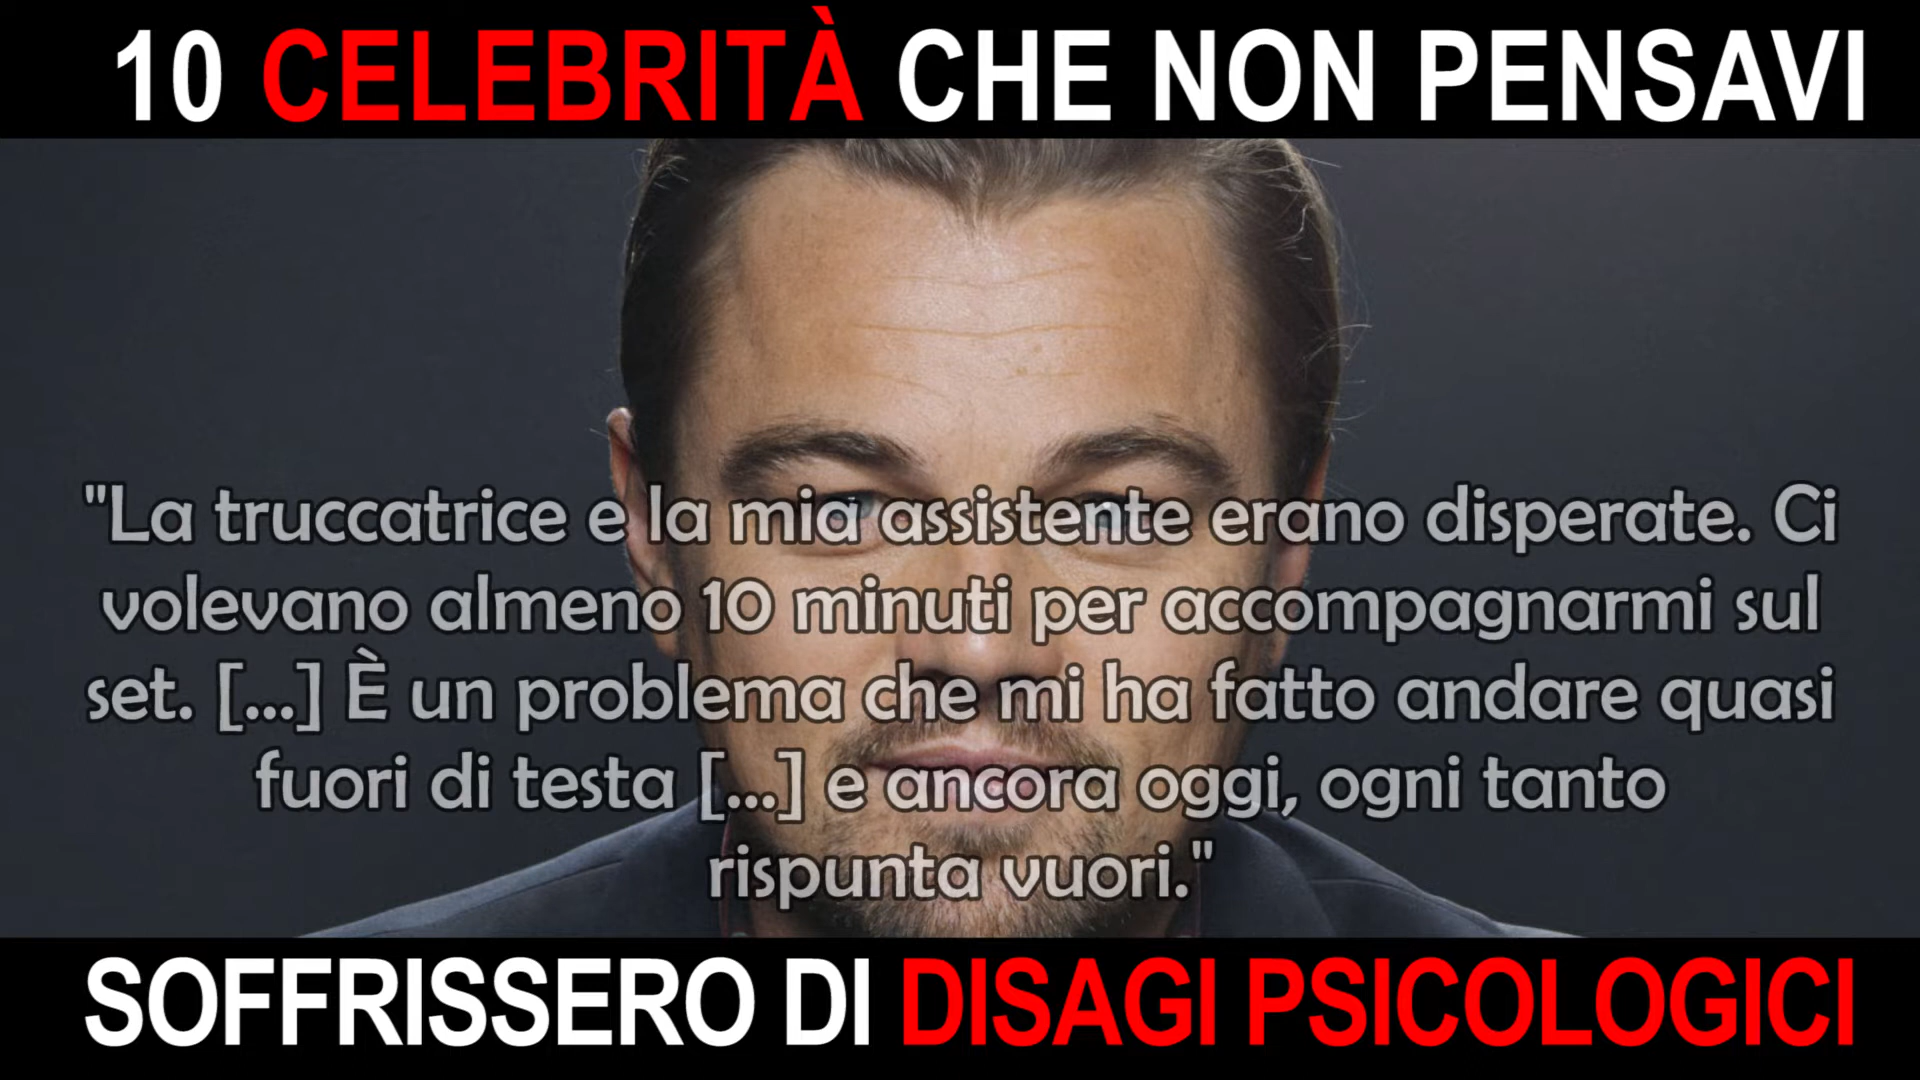 10 CELEBRITÀ CHE NON PENSAVI
"La truccatrice e la mia assistente erano disperate. Ci
volevano almeno 10 minuti per accompagnarmi sul
set. [...] È un problema che mi ha fatto andare quasi
fuori di testa [...] e ancora oggi, ogni tanto
rispunta vuori."
SOFFRISSERO DI DISAGI PSICOLOGICI